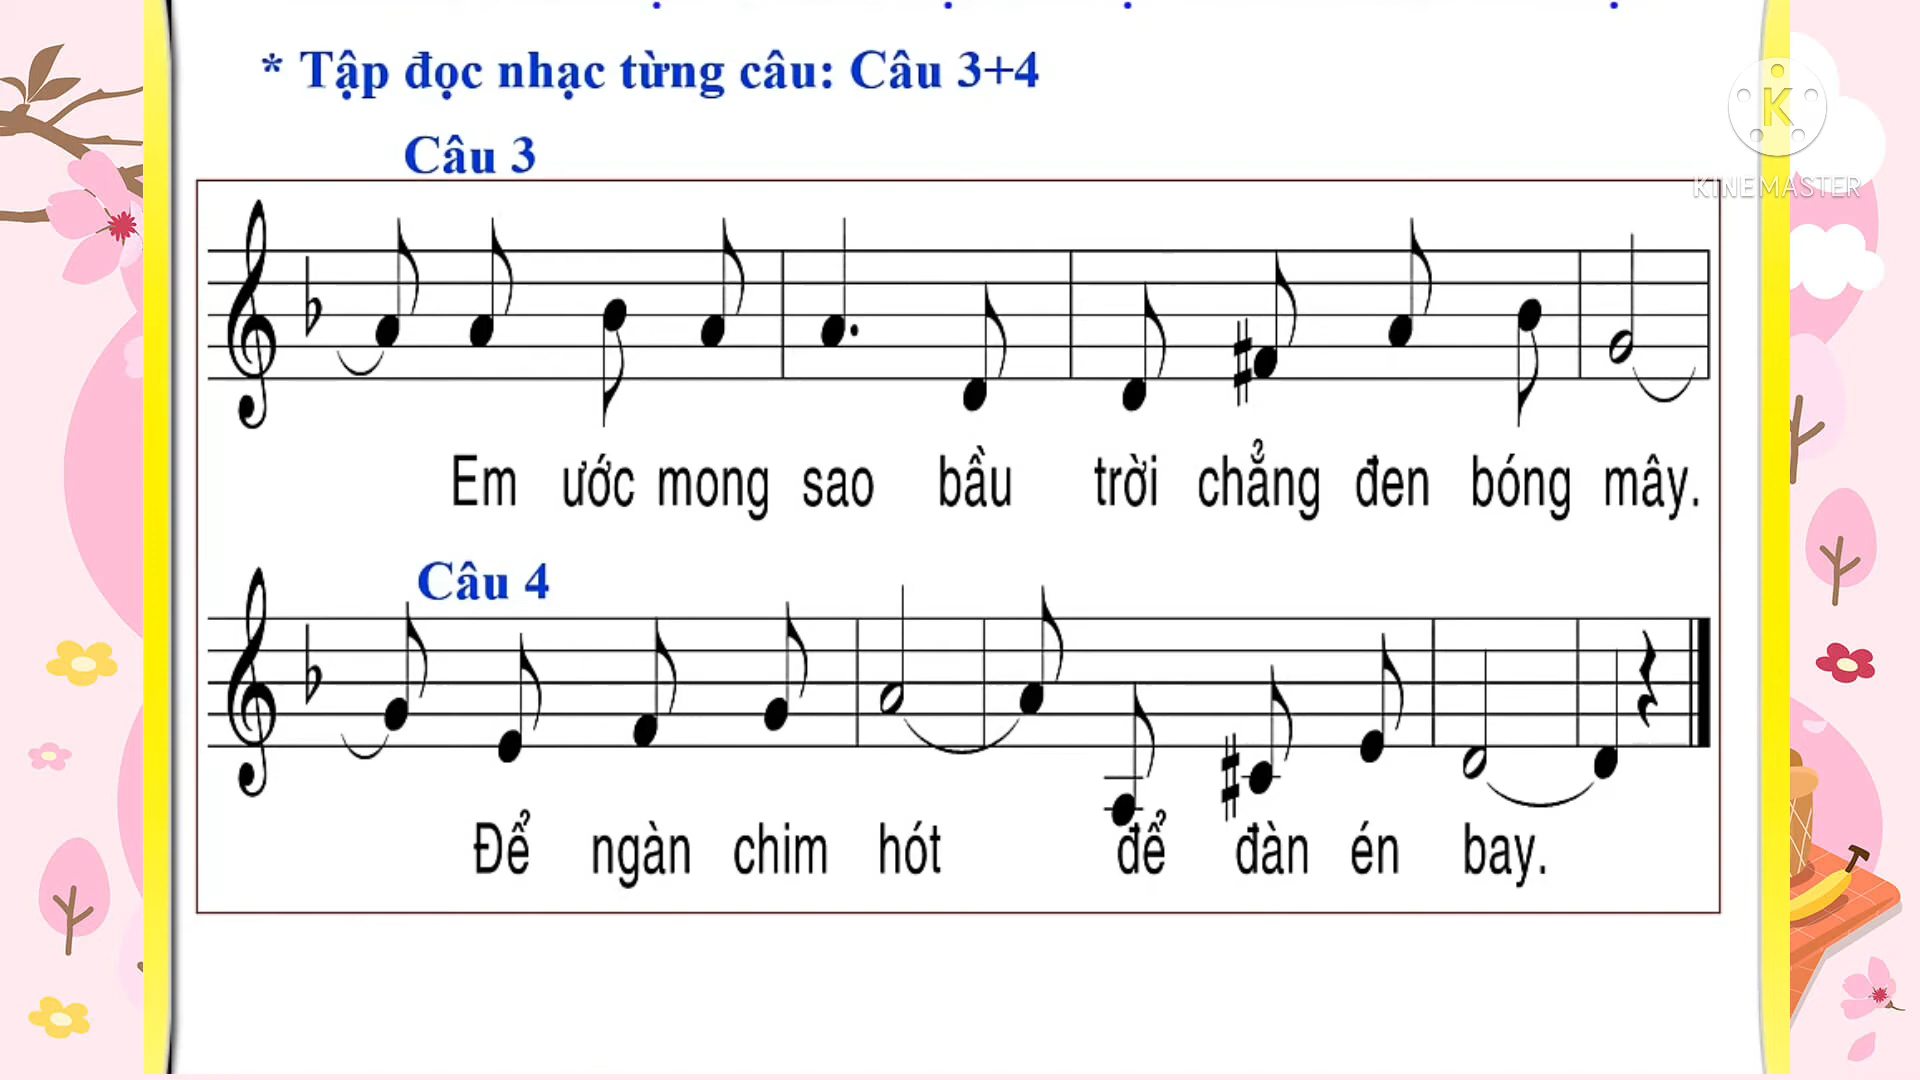 * Tập đọc nhạc từng câu: Câu 3+4
Câu 3
K
KINEMASTER
Em ước mong sao bầu trời chẳng đen bóng mây.
Câu 4
Để ngàn chim hót để đàn én bay.